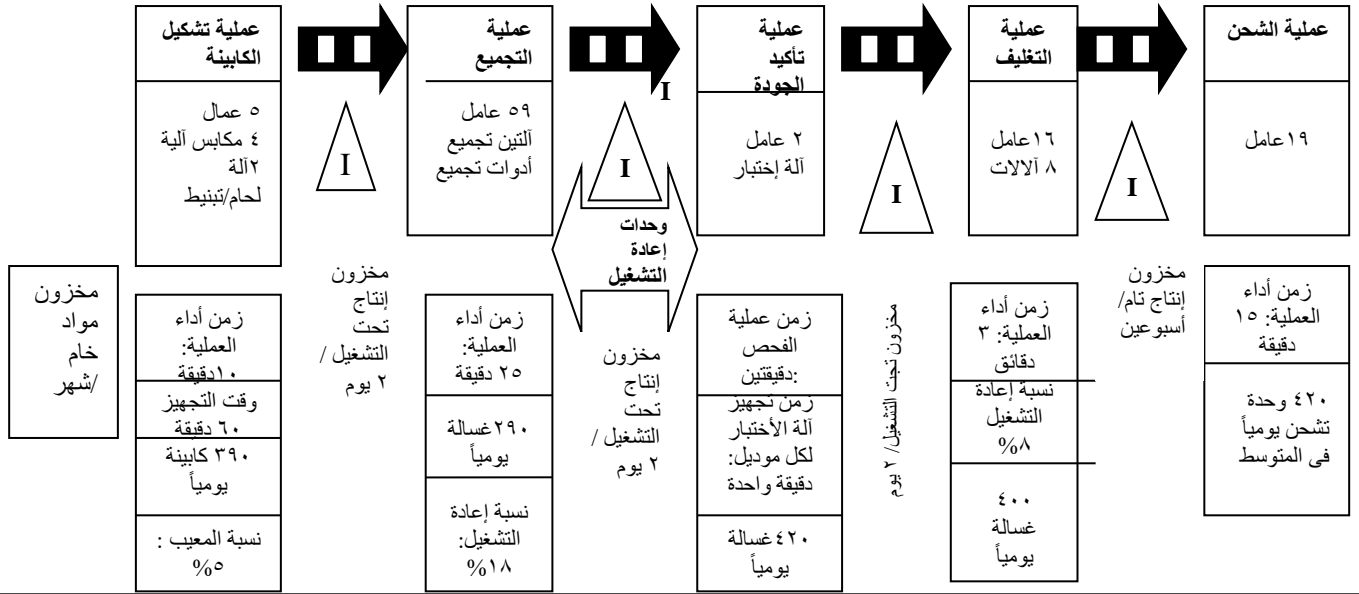 عملية تشكيل
الكابينة
٥ عمال
٤ مكابس آلية
٢آلة
لحام/تبنيط
I
عملية
التجميع
٥٩ عامل
آلتين تجميع
أدوات تجميع
I
I
وحدات
إعادة
التشغيل
عملية
تأكيد
الجودة
٢ عامل
آلة إختبار
I
عملية
التغليف
١٦عامل
٨ آلالات
I
عملية الشحن
١٩عامل
مخزون
مواد
خام
/شهر
زمن أداء
العملية:
١٠دقيقة
وقت التجهيز
٦٠ دقيقة
٣٩٠ كابينة
يومياً
نسبة المعيب :
٥%
مخزون
إنتاج
تحت
التشغيل /
٢ يوم
زمن أداء
العملية:
٢٥ دقيقة
٢٩٠غسالة
يومياً
نسبة إعادة
التشغيل:
١٨%
مخزون
إنتاج
تحت
التشغيل /
٢ يوم
زمن عملية
الفحص
:دقيقتين
زمن تجهيز
آلة الأختبار
لكل موديل:
دقيقة واحدة
٤٢٠غسالة
يومياً
مخزون تجت التشغيل/ ٢ يوم
زمن أداء
العملية: ٣
دقائق
نسبة إعادة
التشغيل
٨%
٤٠٠
غسالة
يومياً
مخزون
إنتاج تام/
أسبوعين
زمن أداء
العملية: ١٥
دقيقة
٤٢٠ وحدة
تشحن يومياً
فى المتوسط